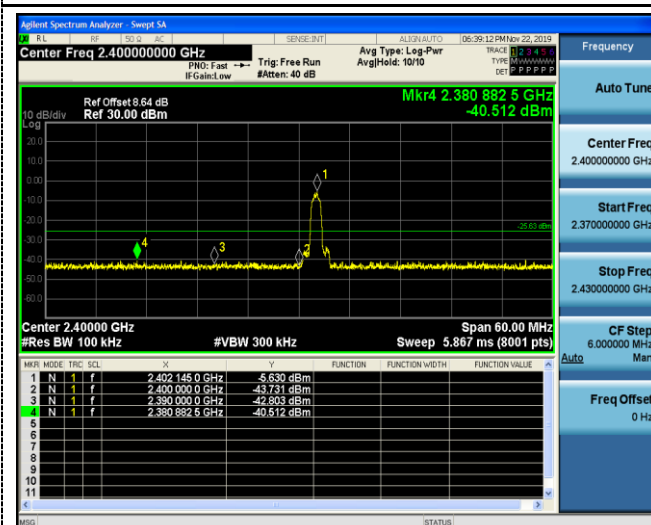 Agilent Spectrum Analyzer - Swept SA
RL RF 50 Ω AC SENSE:INT ALIGN AUTO 06:39:12 PM Nov 22, 2019
Center Freq 2.400000000 GHz
PNO: Fast
IFGain:Low
Trig: Free Run
#Atten: 40 dB
Avg Type: Log-Pwr
Avg|Hold: 10/10
TRACE 1 2 3 4 5 6
TYPE MWWWWW
DET P P P P P P
Frequency
Auto Tune
Center Freq
2.400000000 GHz
Start Freq
2.370000000 GHz
Stop Freq
2.430000000 GHz
CF Step
6.000000 MHz
Auto Man
Freq Offset
0 Hz
Ref Offset 8.64 dB
Ref 30.00 dBm
10 dB/div
Log
Mkr4 2.380 882 5 GHz
-40.512 dBm
20.0
10.0
0.00
-10.0
-20.0
-30.0
-40.0
-50.0
-60.0
1
2
3
4
-25.63 dBm
Center 2.40000 GHz Span 60.00 MHz
#Res BW 100 kHz #VBW 300 kHz Sweep 5.867 ms (8001 pts)
MKR MODE TRC SCL X Y FUNCTION FUNCTION WIDTH FUNCTION VALUE
1 N 1 f 2.402 145 0 GHz -5.630 dBm
2 N 1 f 2.400 000 0 GHz -43.731 dBm
3 N 1 f 2.390 000 0 GHz -42.803 dBm
4 N 1 f 2.380 882 5 GHz -40.512 dBm
5
6
7
8
9
10
11
MSG STATUS